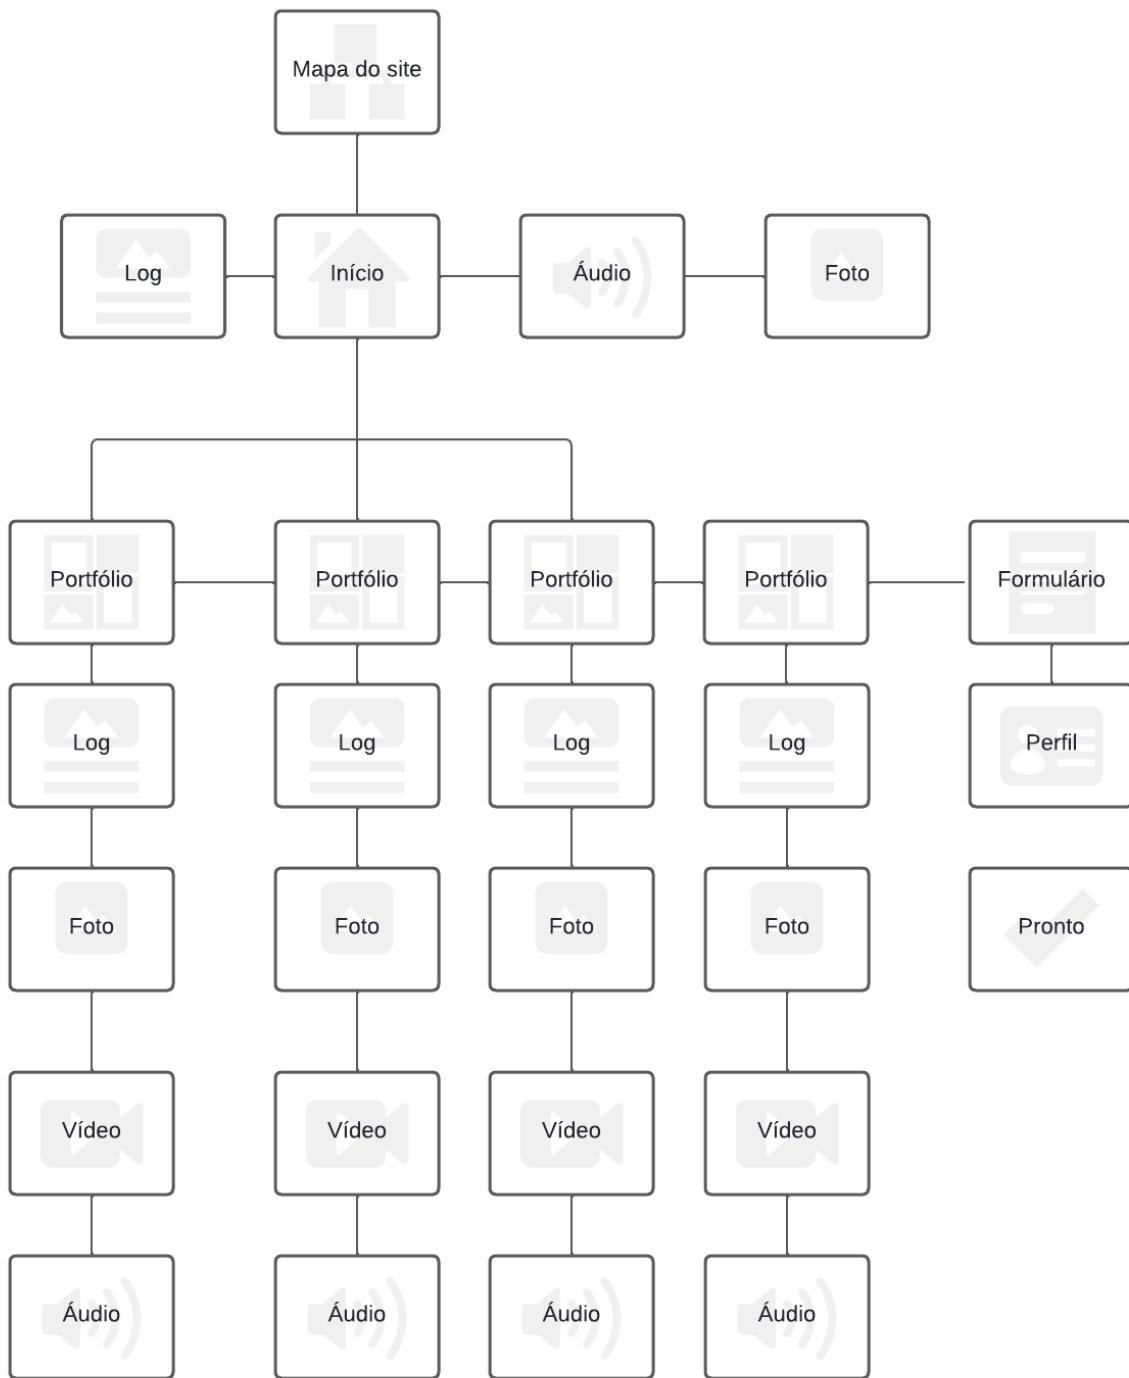 Mapa do site
Log
Início
Áudio
Foto
Portfólio
Portfólio
Portfólio
Portfólio
Formulário
Log
Log
Log
Log
Perfil
Foto
Foto
Foto
Foto
Pronto
Vídeo
Vídeo
Vídeo
Vídeo
Áudio
Áudio
Áudio
Áudio